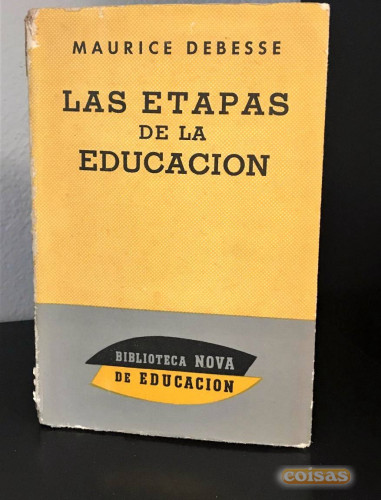 MAURICE DEBESSE
LAS ETAPAS
DE LA
EDUCACION
BIBLIOTECA NOVA
DE EDUCACION
coisas